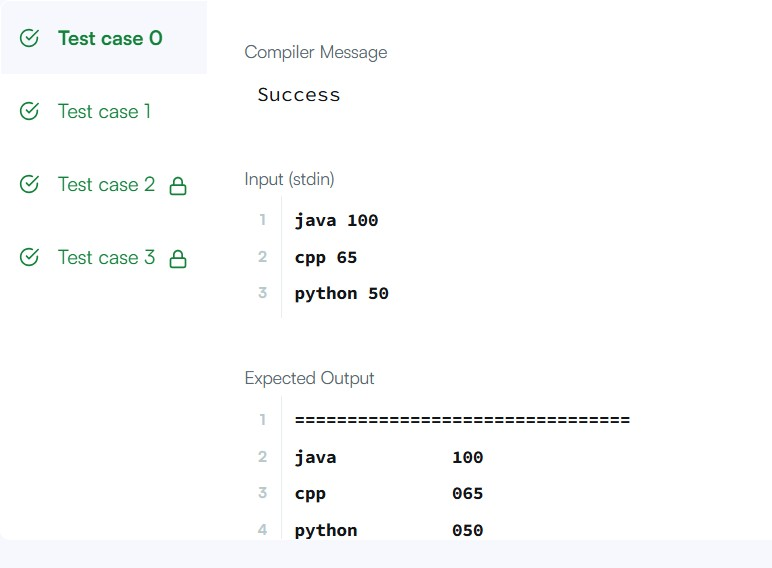 Test case 0
Test case 1
Test case 2
Test case 3
Compiler Message
Success
Input (stdin)
1 java 100
2 cpp 65
3 python 50
Expected Output
1 ================================
2 java           100
3 cpp            065
4 python         050